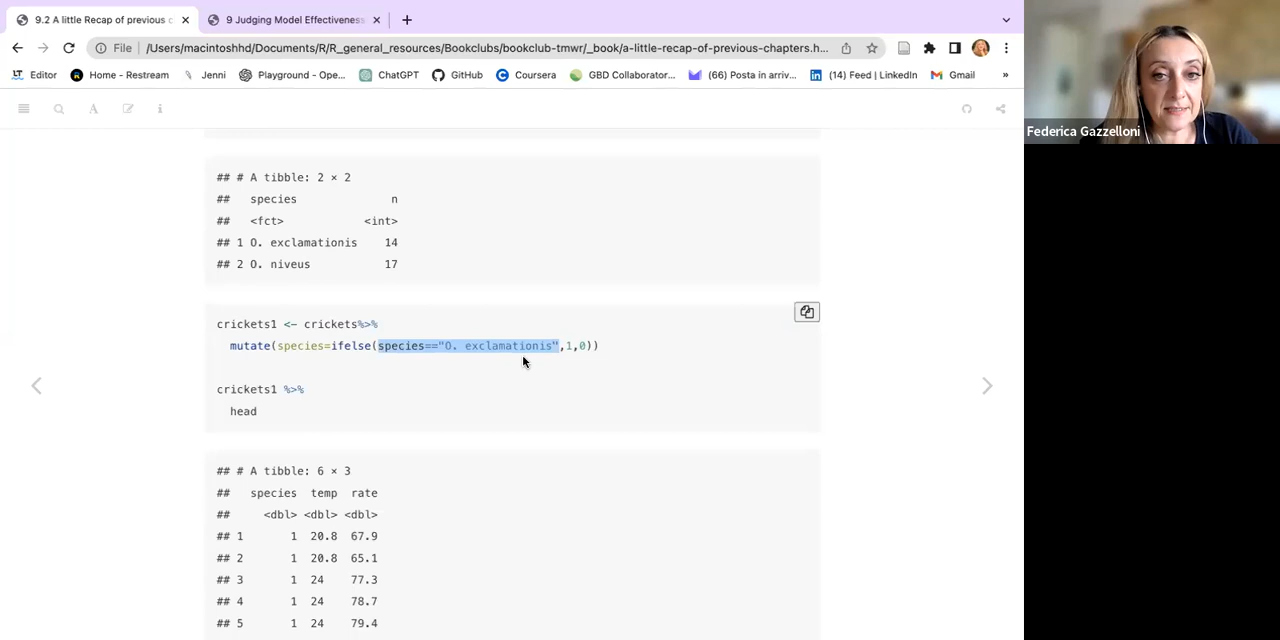 9.2 A little Recap of previous c
9 Judging Model Effectiveness
File
/Users/macintoshhd/Documents/R/R_general_resources/Bookclubs/bookclub-tmwr/_book/a-little-recap-of-previous-chapters.h...
LT Editor
Home - Restream
Jenni
Playground - Ope...
ChatGPT
GitHub
Coursera
GBD Collaborator...
(66) Posta in arriv...
(14) Feed | LinkedIn
Gmail
»
Federica Gazzelloni
## # A tibble: 2 × 2
##   species             n
##   <fct>           <int>
## 1 O. exclamationis    14
## 2 O. niveus           17
crickets1 <- crickets%>%
  mutate(species=ifelse(species=="O. exclamationis",1,0))
crickets1 %>%
  head
## # A tibble: 6 × 3
##   species  temp  rate
##     <dbl> <dbl> <dbl>
## 1       1  20.8  67.9
## 2       1  20.8  65.1
## 3       1  24    77.3
## 4       1  24    78.7
## 5       1  24    79.4